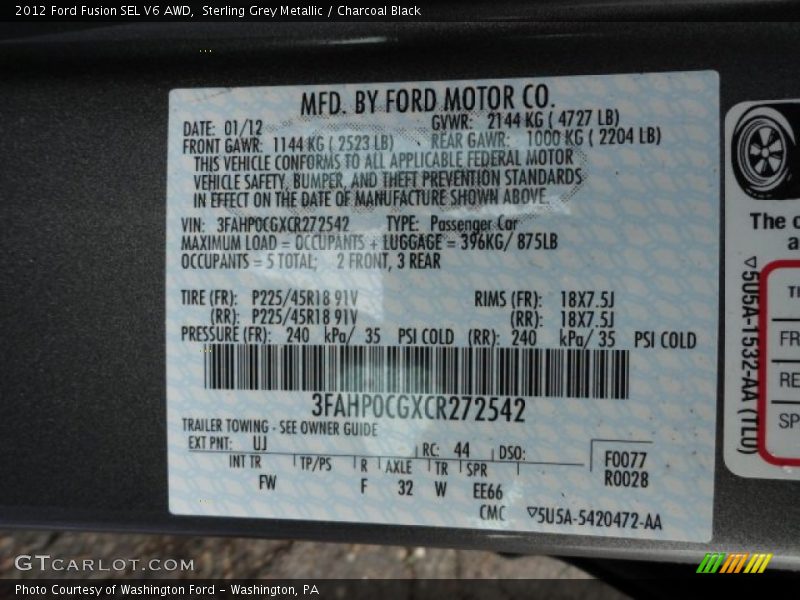 2012 Ford Fusion SEL V6 AWD, Sterling Grey Metallic / Charcoal Black
MFD. BY FORD MOTOR CO.
DATE: 01/12 GVWR: 2144 KG ( 4727 LB)
FRONT GAWR: 1144 KG ( 2523 LB) REAR GAWR: 1000 KG ( 2204 LB)
THIS VEHICLE CONFORMS TO ALL APPLICABLE FEDERAL MOTOR
VEHICLE SAFETY, BUMPER, AND THEFT PREVENTION STANDARDS
IN EFFECT ON THE DATE OF MANUFACTURE SHOWN ABOVE.
VIN: 3FAHP0CGXCR272542 TYPE: Passenger Car
MAXIMUM LOAD = OCCUPANTS + LUGGAGE = 396KG/ 875LB
OCCUPANTS = 5 TOTAL; 2 FRONT, 3 REAR
TIRE (FR): P225/45R18 91V RIMS (FR): 18X7.5J
(RR): P225/45R18 91V (RR): 18X7.5J
PRESSURE (FR): 240 kPa/ 35 PSI COLD (RR): 240 kPa/ 35 PSI COLD
3FAHP0CGXCR272542
TRAILER TOWING - SEE OWNER GUIDE
EXT PNT: UJ RC: 44 DSO:
INT TR TP/PS R AXLE TR SPR F0077
FW F 32 W EE66 R0028
CMC ▽5U5A-5420472-AA
The
▽5U5A-1532-AA (TLU)
FR
RE
SP
GTCARLOT.COM
Photo Courtesy of Washington Ford - Washington, PA